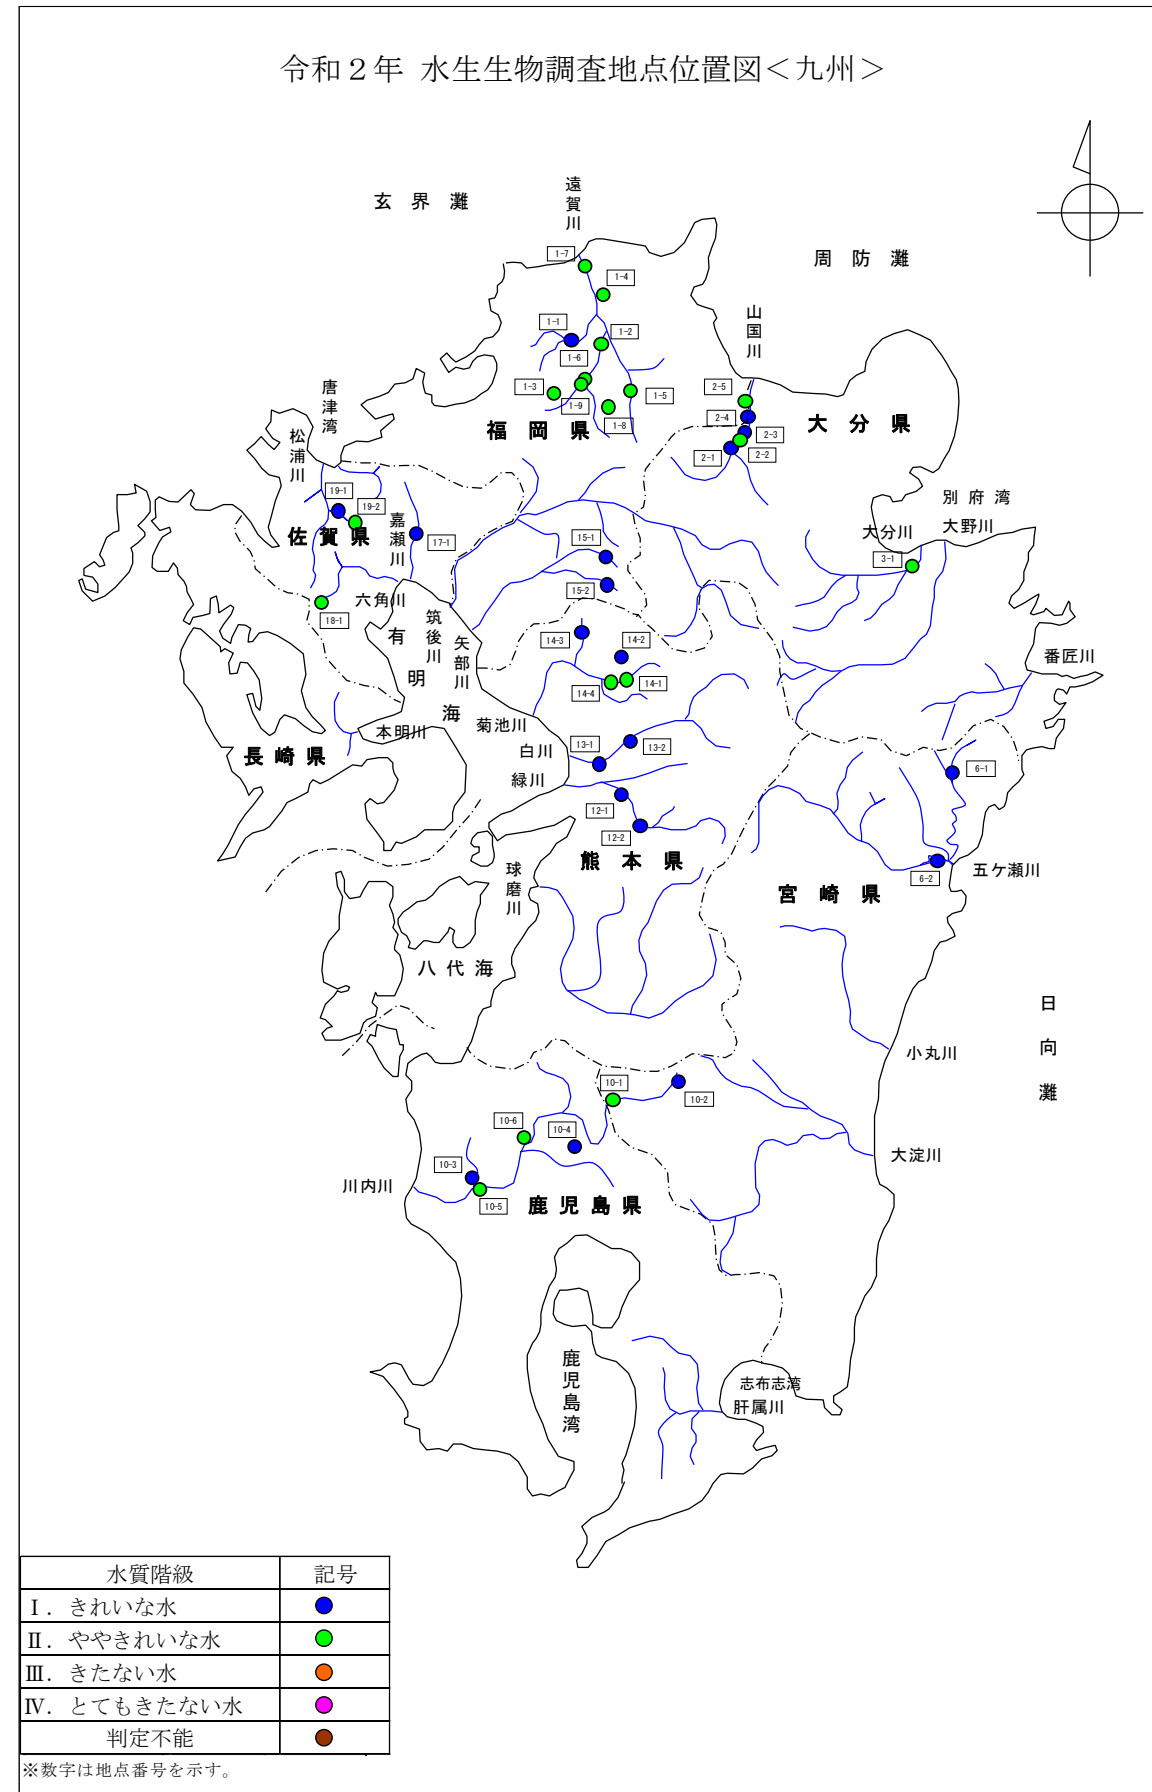 令和２年 水生生物調査地点位置図＜九州＞
玄界灘
遠賀川
周防灘
山国川
1-7
1-4
1-1
1-2
1-6
1-3
1-9
1-8
1-5
2-5
2-4
2-3
2-2
2-1
福岡県
大分県
唐津湾
松浦川
19-1
19-2
佐賀県
嘉瀬川
17-1
別府湾
大分川
大野川
3-1
15-1
15-2
18-1
六角川
筑後川
矢部川
有明海
14-3
14-2
14-4
14-1
番匠川
本明川
長崎県
菊池川
白川
緑川
13-1
13-2
12-1
12-2
6-1
6-2
五ケ瀬川
熊本県
宮崎県
球磨川
八代海
日向灘
小丸川
10-1
10-2
10-6
10-4
10-3
10-5
大淀川
川内川
鹿児島県
鹿児島湾
志布志湾
肝属川
水質階級 記号
Ⅰ．きれいな水
Ⅱ．ややきれいな水
Ⅲ．きたない水
Ⅳ．とてもきたない水
判定不能
※数字は地点番号を示す。